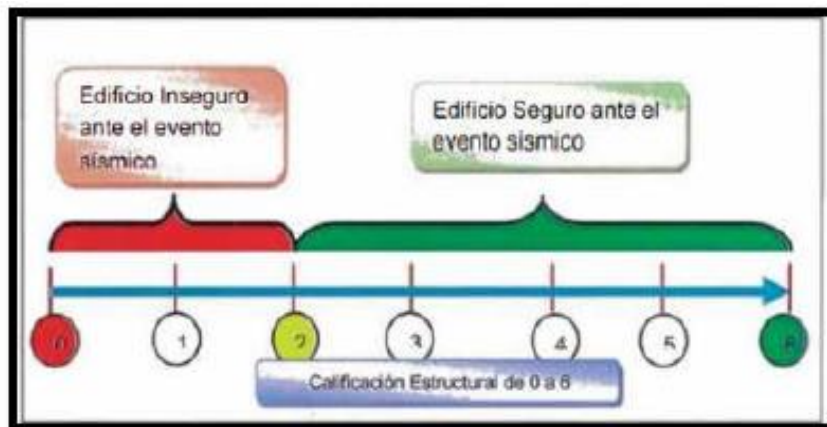 Edificio Inseguro
ante el evento
sísmico
Edificio Seguro ante el
evento sísmico
0 1 2 3 4 5 6
Calificación Estructural de 0 a 6